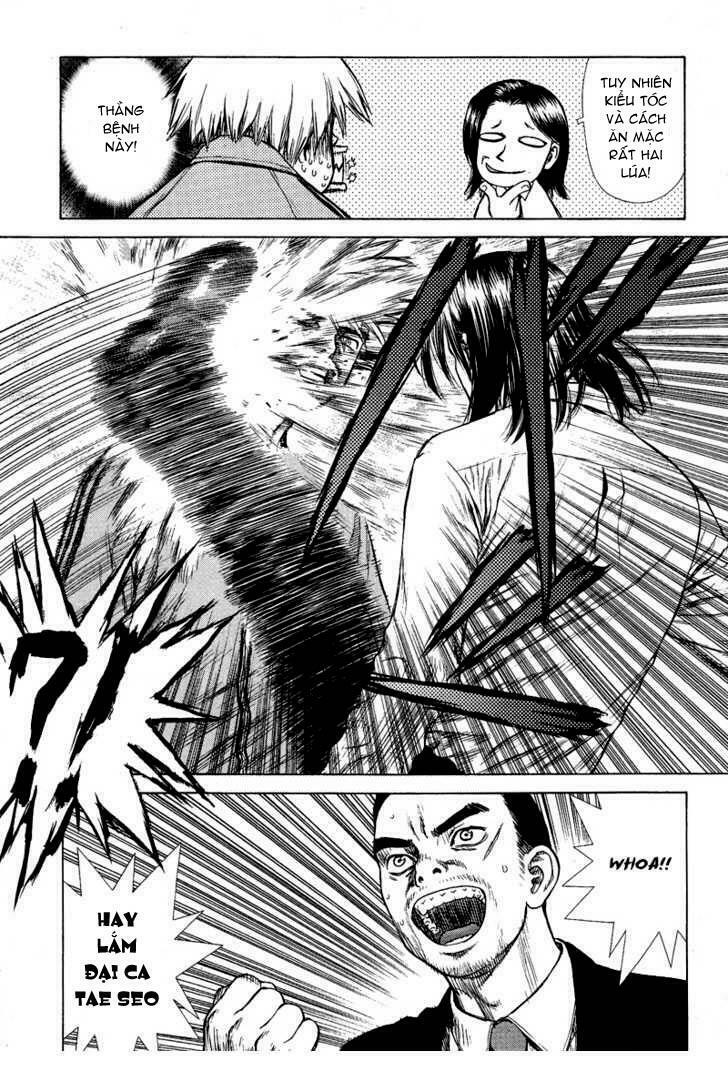 TUY NHIÊN
KIỂU TÓC
VÀ CÁCH
ĂN MẶC
RẤT HAI
LÚA!
THẰNG
BỆNH
NÀY!
?!
WHOA!!
HAY
LẮM
ĐẠI CA
TAE SEO